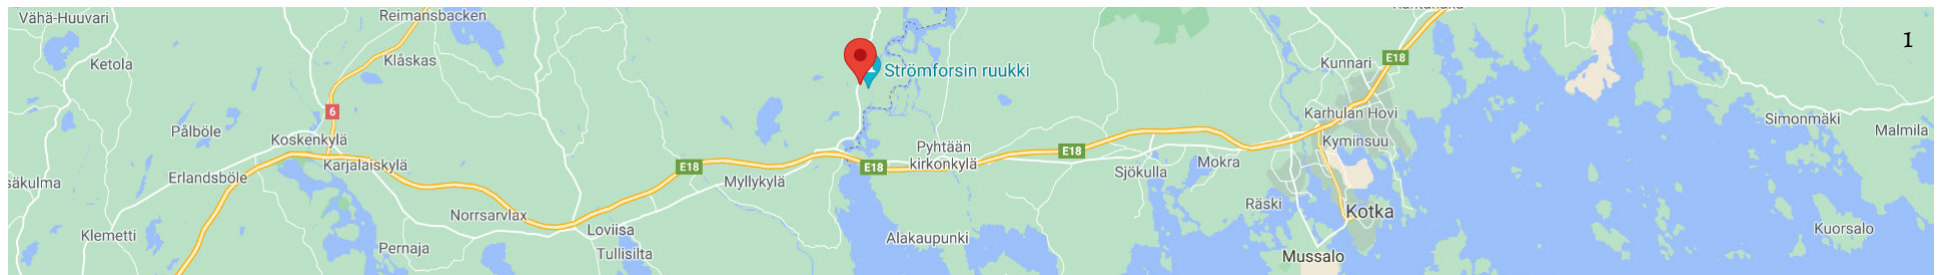 Vähä-Huuvari
Reimansbacken
1
Klåskas
Ketola
E18
Kunnari
Strömforsin ruukki
6
Karhulan Hovi
Simonmäki
Malmila
Pålböle
Koskenkylä
Kyminsuu
Pyhtään
kirkonkylä
E18
Mokra
Karjalaiskylä
E18
E18
Sjökulla
Erlandsböle
Myllykylä
Räski
Kotka
Norrsarvlax
Loviisa
Klemetti
Alakaupunki
Kuorsalo
Pernaja
Tullisilta
Mussalo